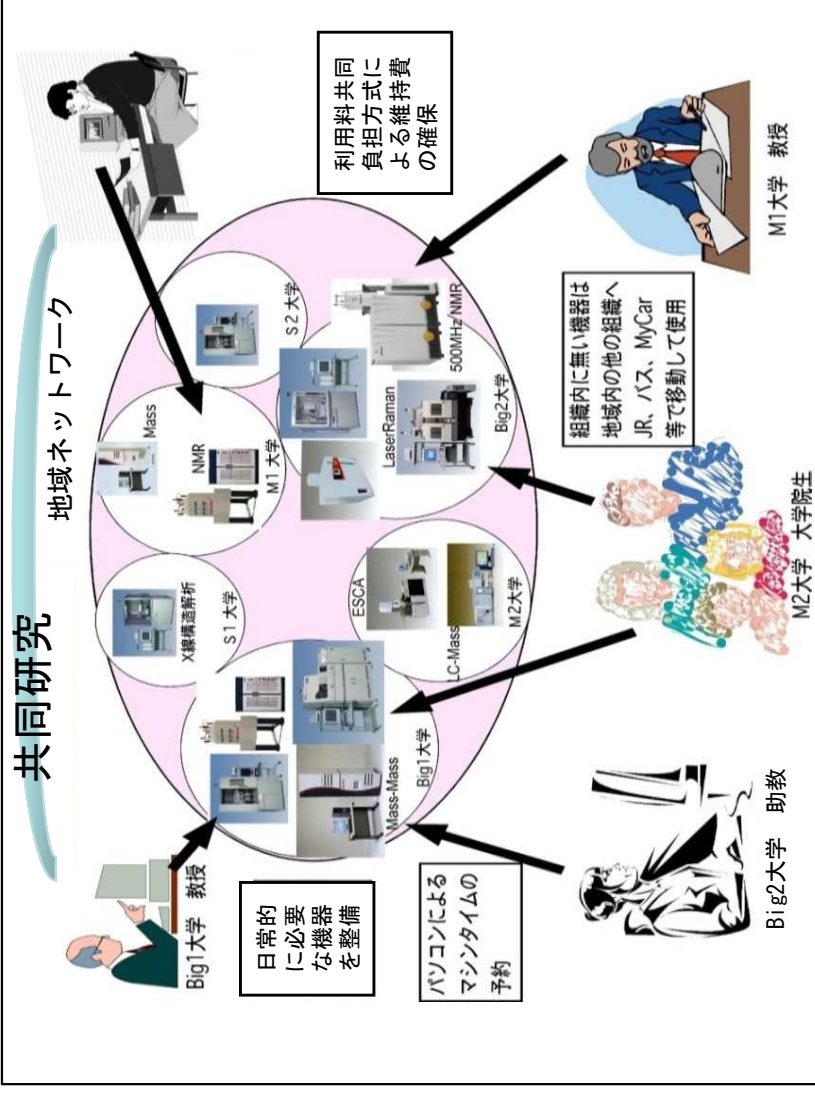 共同研究
地域ネットワーク
Big1大学 教授
日常的
に必要
な機器
を整備
パソコンによる
マシンタイムの
予約
Mass-Mass
Big1大学
X線構造解析
S1 大学
Mass
NMR
M1 大学
S2 大学
ESCA
LC-Mass
M2大学
LaserRaman
Big2大学
500MHz NMR
利用料共同
負担方式に
よる維持費
の確保
組織内に無い機器は
地域内の他の組織へ
JR、バス、MyCar
等で移動して使用
Big2大学 助教
M2大学 大学院生
M1大学 教授